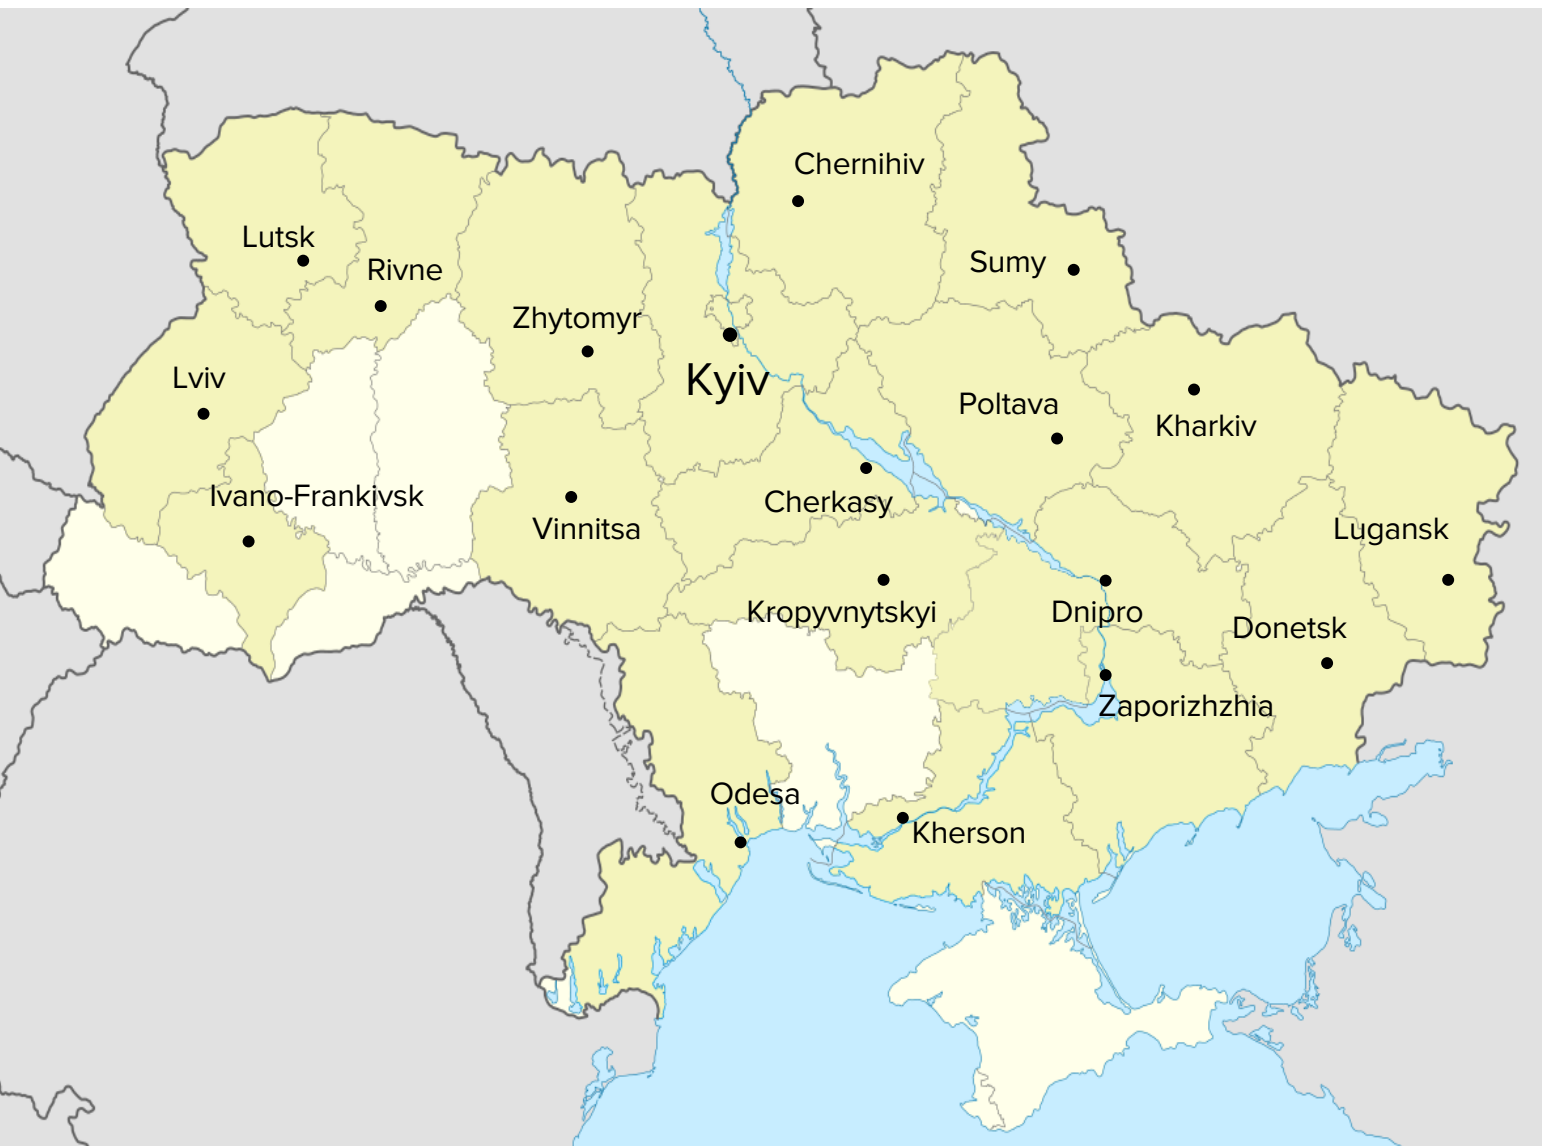 Chernihiv
Lutsk
Sumy
Rivne
Zhytomyr
Lviv
Kyiv
Poltava
Kharkiv
Ivano-Frankivsk
Cherkasy
Vinnitsa
Lugansk
Kropyvnytskyi
Dnipro
Donetsk
Zaporizhzhia
Odesa
Kherson